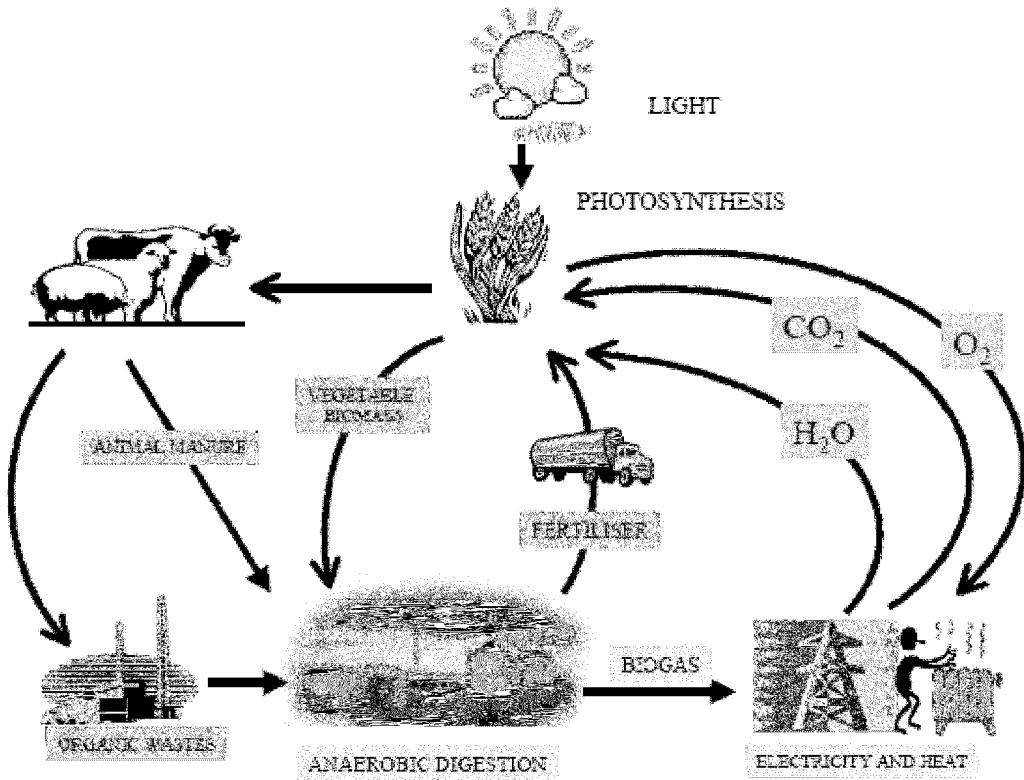 LIGHT
PHOTOSYNTHESIS
CO2
O2
VEGETABLE
BIOMASS
H2O
ANIMAL MANURE
FERTILISER
BIOGAS
ORGANIC WASTES
ANAEROBIC DIGESTION
ELECTRICITY AND HEAT